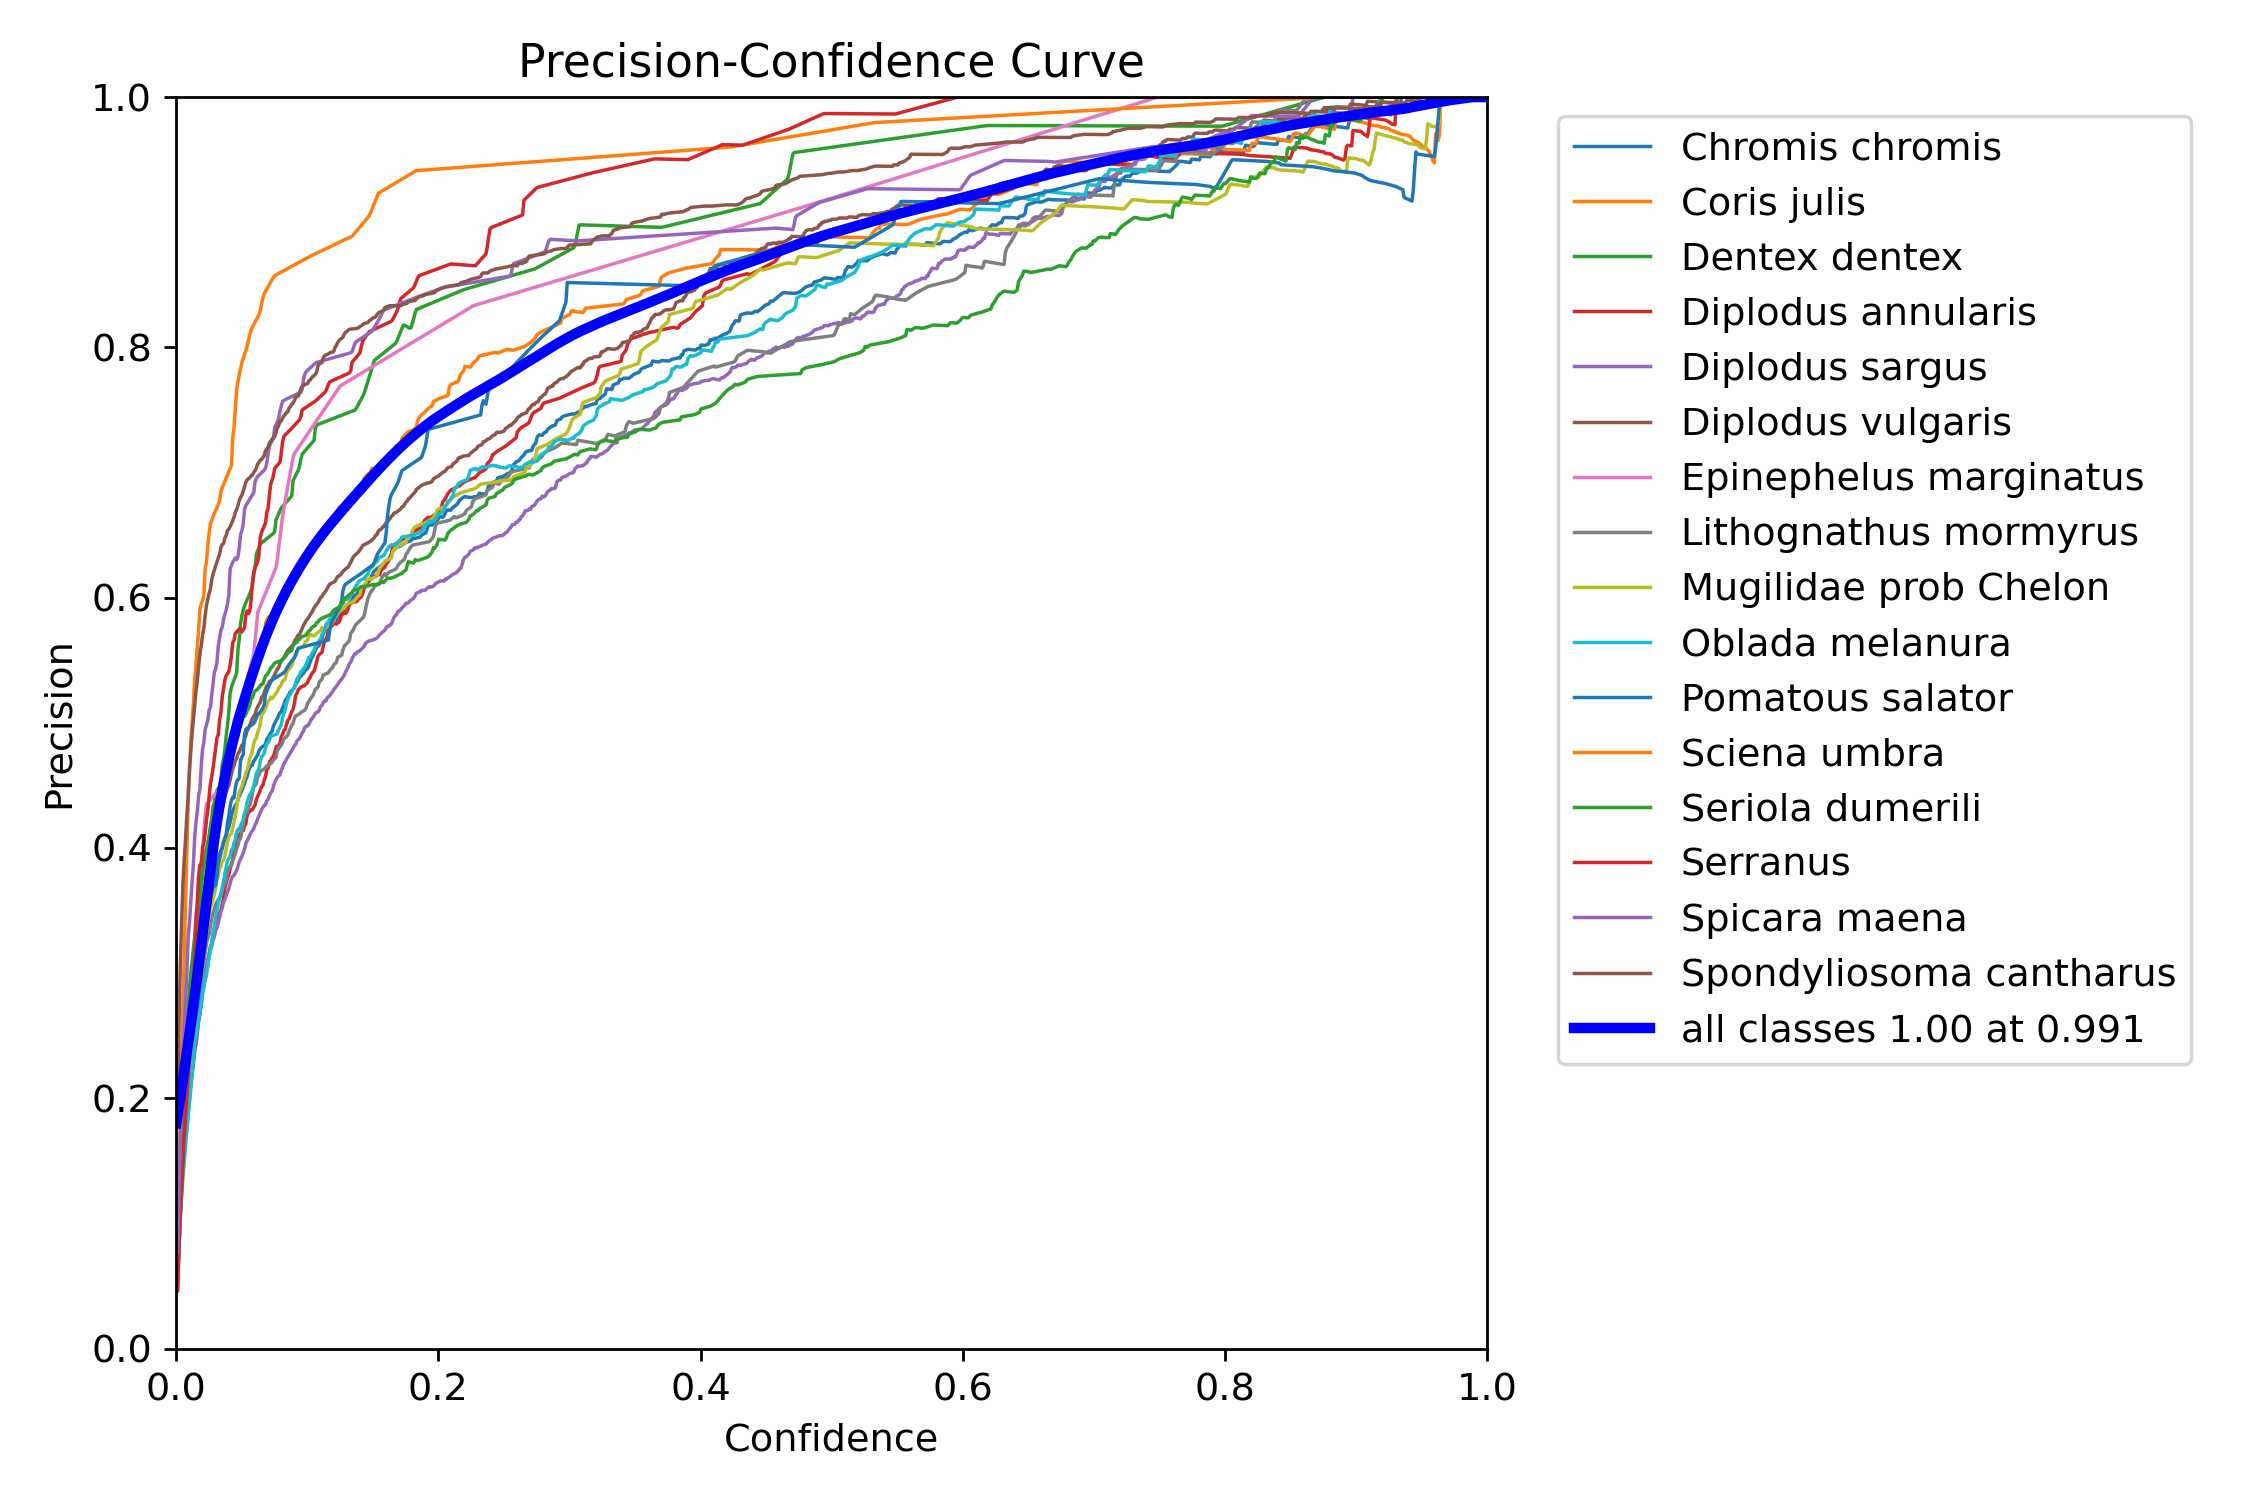 Precision-Confidence Curve
1.0
0.8
0.6
0.4
0.2
0.0
Precision
0.0 0.2 0.4 0.6 0.8 1.0
Confidence
Chromis chromis
Coris julis
Dentex dentex
Diplodus annularis
Diplodus sargus
Diplodus vulgaris
Epinephelus marginatus
Lithognathus mormyrus
Mugilidae prob Chelon
Oblada melanura
Pomatous salator
Sciena umbra
Seriola dumerili
Serranus
Spicara maena
Spondyliosoma cantharus
all classes 1.00 at 0.991